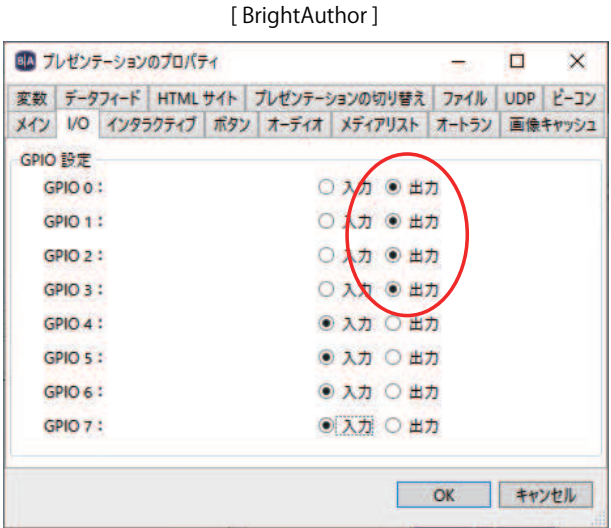 [ BrightAuthor ]
BA プレゼンテーションのプロパティ
変数 データフィード HTML サイト プレゼンテーションの切り替え ファイル UDP ビーコン
メイン I/O インタラクティブ ボタン オーディオ メディアリスト オートラン 画像キャッシュ
GPIO 設定
GPIO 0 : 入力 出力
GPIO 1 : 入力 出力
GPIO 2 : 入力 出力
GPIO 3 : 入力 出力
GPIO 4 : 入力 出力
GPIO 5 : 入力 出力
GPIO 6 : 入力 出力
GPIO 7 : 入力 出力
OK キャンセル